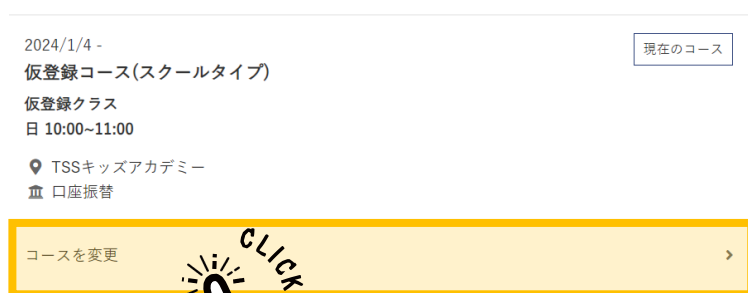 2024/1/4 -
現在のコース
仮登録コース(スクールタイプ)
仮登録クラス
日 10:00~11:00
TSSキッズアカデミー
口座振替
コースを変更
CLICK